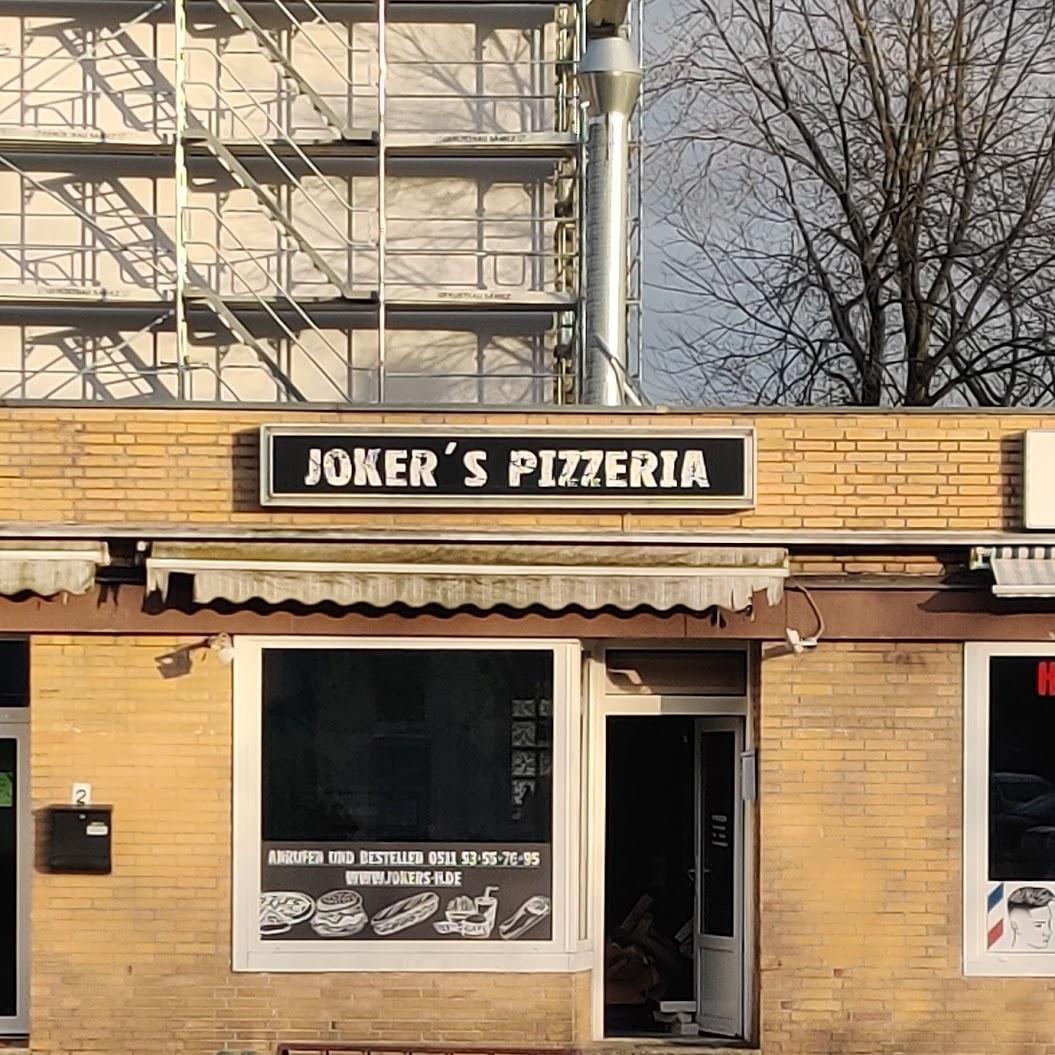 JOKER´S PIZZERIA
2
ANRUFEN UND BESTELLEN 0511 93-55-76-95
WWW.JOKERS-H.DE
H